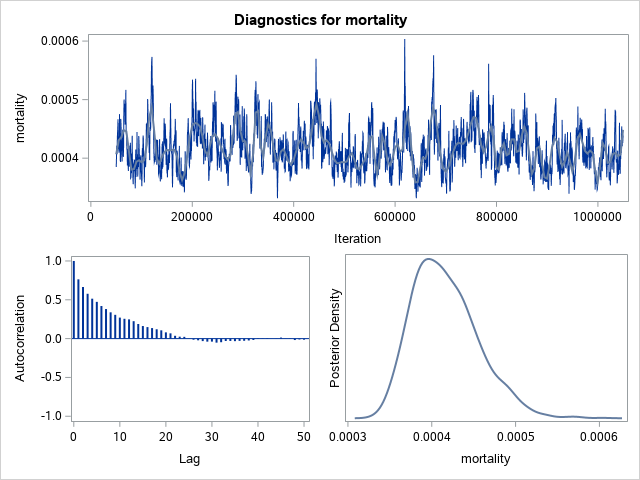 Diagnostics for mortality
mortality
0.0006
0.0005
0.0004
0 200000 400000 600000 800000 1000000
Iteration
Autocorrelation
1.0
0.5
0.0
-0.5
-1.0
0 10 20 30 40 50
Lag
Posterior Density
0.0003 0.0004 0.0005 0.0006
mortality